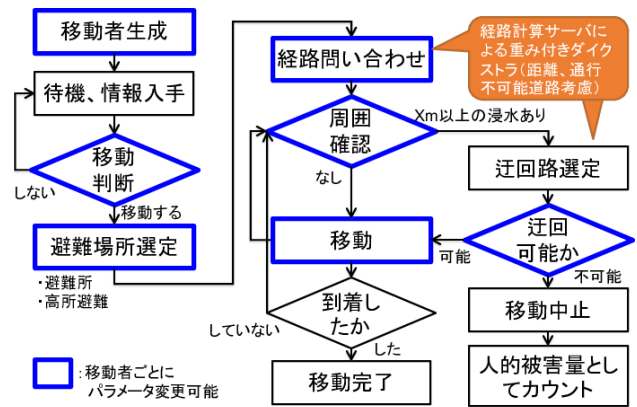 移動者生成
待機、情報入手
移動
判断
しない
移動する
避難場所選定
・避難所
・高所避難
:移動者ごとに
パラメータ変更可能
経路問い合わせ
周囲
確認
なし
移動
到着し
たか
していない
した
移動完了
経路計算サーバ
による重み付きダイク
ストラ(距離、通行
不可能道路考慮)
Xm以上の浸水あり
迂回路選定
迂回
可能か
可能
不可能
移動中止
人的被害量とし
てカウント